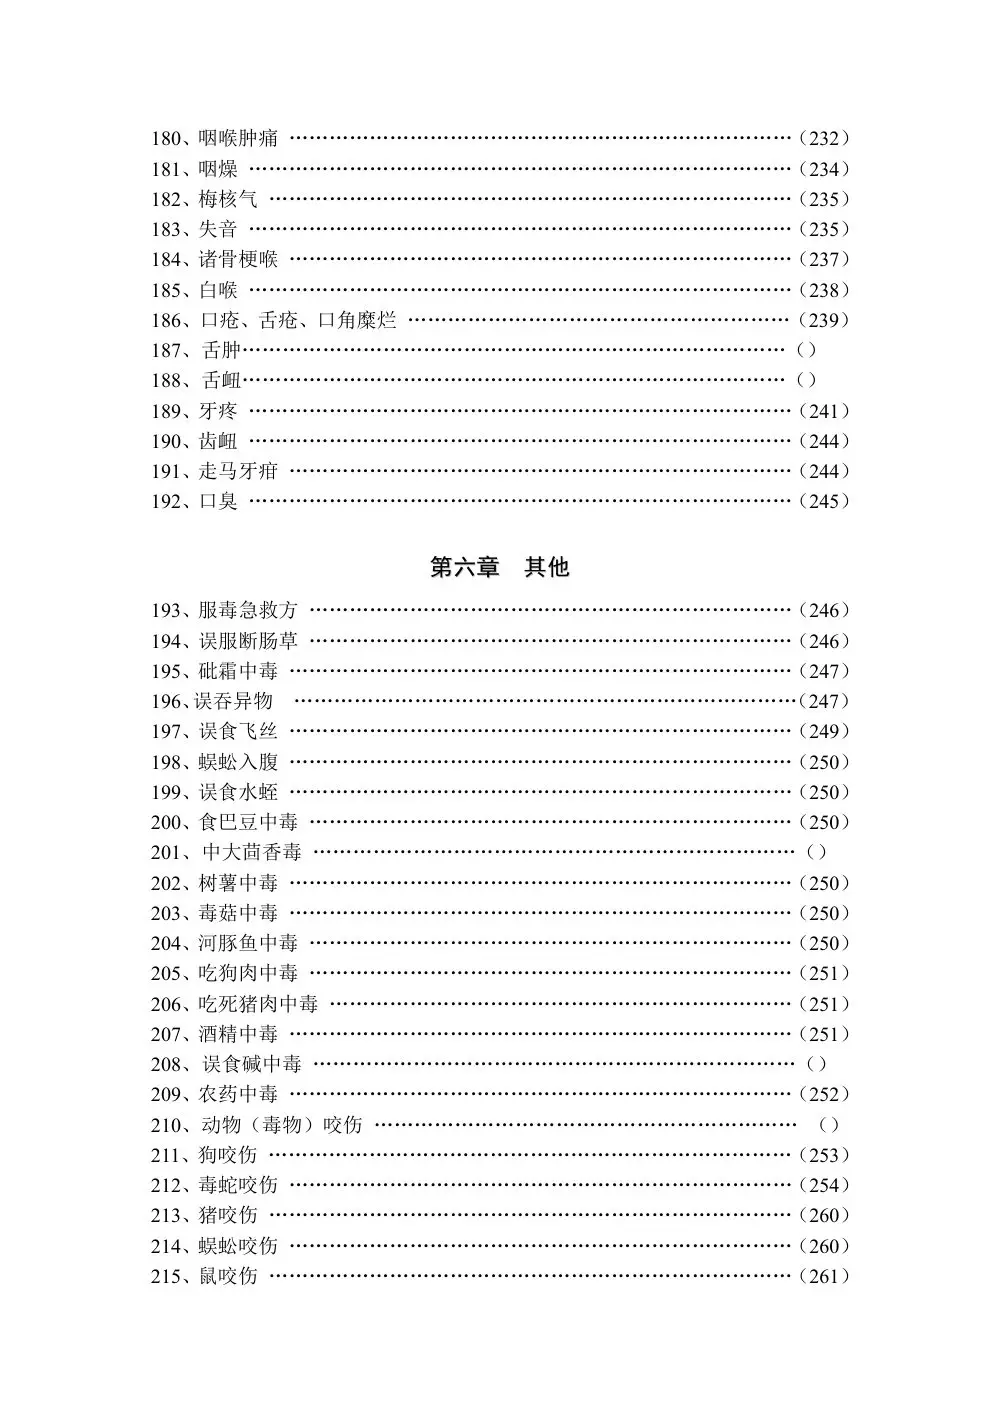 180、咽喉肿痛 ………………………………………………………………（232）
181、咽燥 ………………………………………………………………（234）
182、梅核气 ………………………………………………………………（235）
183、失音 ………………………………………………………………（235）
184、诸骨梗喉 ………………………………………………………………（237）
185、白喉 ………………………………………………………………（238）
186、口疮、舌疮、口角糜烂 …………………………………………………（239）
187、舌肿………………………………………………………………（）
188、舌衄………………………………………………………………（）
189、牙疼 ………………………………………………………………（241）
190、齿衄 ………………………………………………………………（244）
191、走马牙疳 ………………………………………………………………（244）
192、口臭 ………………………………………………………………（245）
第六章 其他
193、服毒急救方 ………………………………………………………………（246）
194、误服断肠草 ………………………………………………………………（246）
195、砒霜中毒 ………………………………………………………………（247）
196、误吞异物 ………………………………………………………………（247）
197、误食飞丝 ………………………………………………………………（249）
198、蜈蚣入腹 ………………………………………………………………（250）
199、误食水蛭 ………………………………………………………………（250）
200、食巴豆中毒 ………………………………………………………………（250）
201、中大茴香毒 ………………………………………………………………（）
202、树薯中毒 ………………………………………………………………（250）
203、毒菇中毒 ………………………………………………………………（250）
204、河豚鱼中毒 ………………………………………………………………（250）
205、吃狗肉中毒 ………………………………………………………………（251）
206、吃死猪肉中毒 ……………………………………………………………（251）
207、酒精中毒 ………………………………………………………………（251）
208、误食碱中毒 ………………………………………………………………（）
209、农药中毒 ………………………………………………………………（252）
210、动物（毒物）咬伤 ………………………………………………………（）
211、狗咬伤 ………………………………………………………………（253）
212、毒蛇咬伤 ………………………………………………………………（254）
213、猪咬伤 ………………………………………………………………（260）
214、蜈蚣咬伤 ………………………………………………………………（260）
215、鼠咬伤 ………………………………………………………………（261）